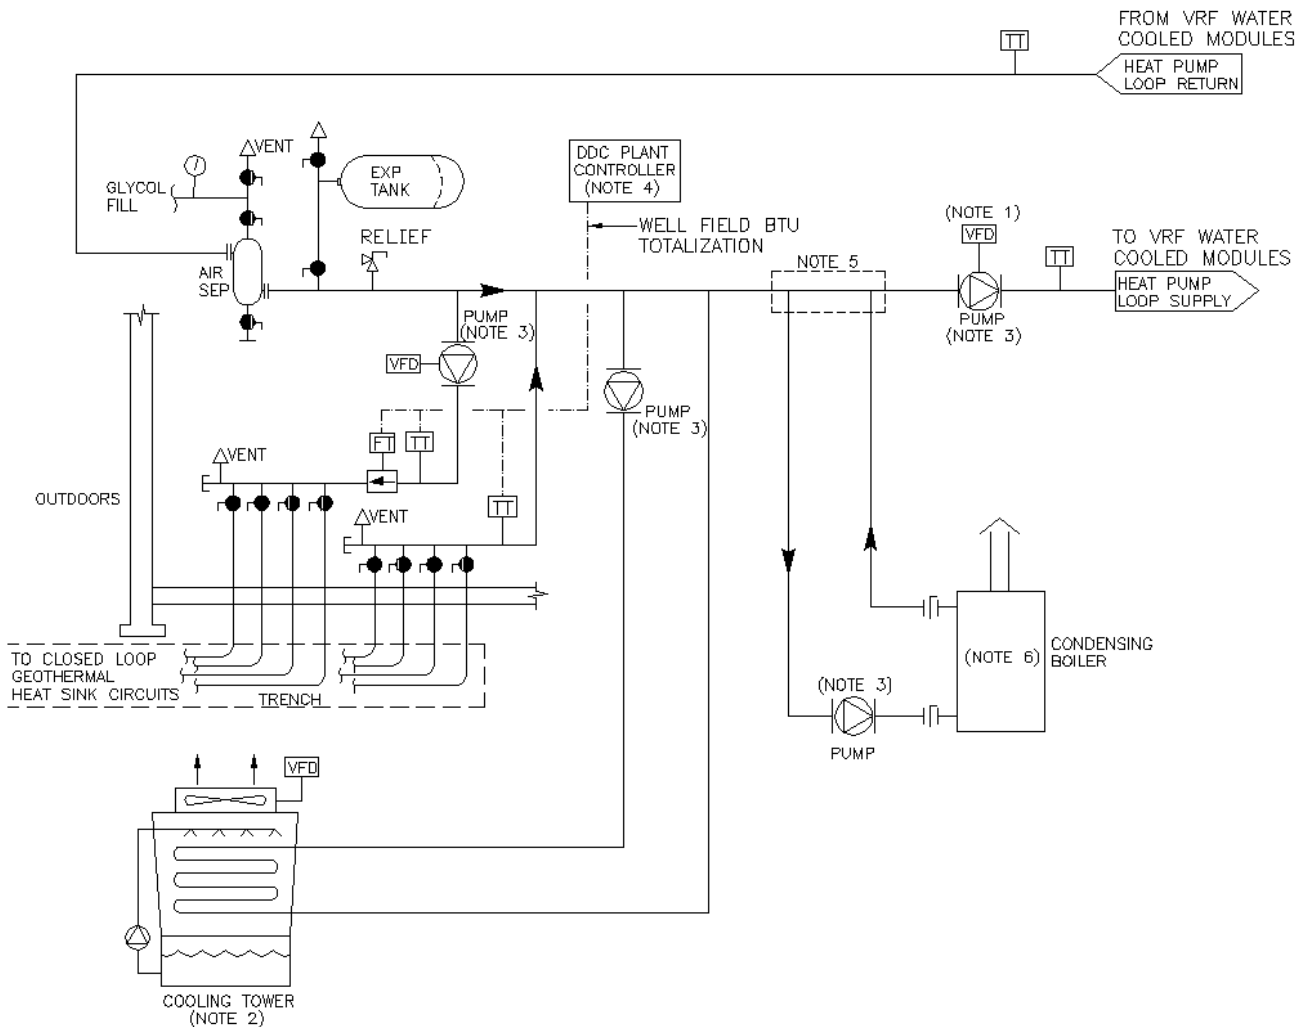 FROM VRF WATER
COOLED MODULES
TT
HEAT PUMP
LOOP RETURN
VENT
GLYCOL
FILL
EXP
TANK
DDC PLANT
CONTROLLER
(NOTE 4)
WELL FIELD BTU
TOTALIZATION
RELIEF
AIR
SEP
NOTE 5
(NOTE 1)
VFD
TT
TO VRF WATER
COOLED MODULES
HEAT PUMP
LOOP SUPPLY
PUMP
(NOTE 3)
PUMP
(NOTE 3)
VFD
PUMP
(NOTE 3)
FT
TT
VENT
OUTDOORS
TT
VENT
TO CLOSED LOOP
GEOTHERMAL
HEAT SINK CIRCUITS
TRENCH
(NOTE 6)
CONDENSING
BOILER
(NOTE 3)
PUMP
VFD
COOLING TOWER
(NOTE 2)